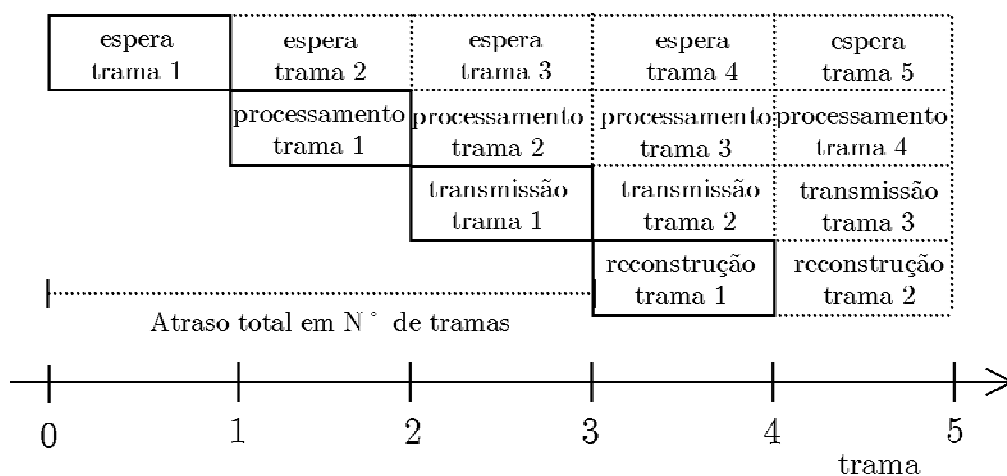 espera espera espera espera espera
trama 1 trama 2 trama 3 trama 4 trama 5
processamento processamento processamento processamento
trama 1 trama 2 trama 3 trama 4
transmissão transmissão transmissão
trama 1 trama 2 trama 3
reconstrução reconstrução
trama 1 trama 2
Atraso total em N° de tramas
0 1 2 3 4 5
trama